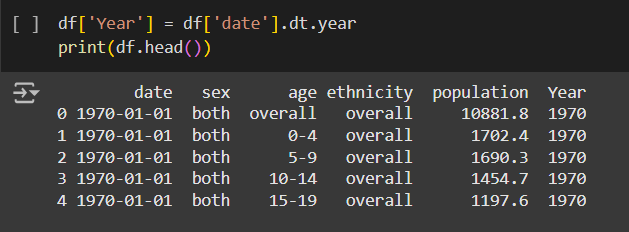 [ ] df['Year'] = df['date'].dt.year
print(df.head())
date sex age ethnicity population Year
0 1970-01-01 both overall overall 10881.8 1970
1 1970-01-01 both 0-4 overall 1702.4 1970
2 1970-01-01 both 5-9 overall 1690.3 1970
3 1970-01-01 both 10-14 overall 1454.7 1970
4 1970-01-01 both 15-19 overall 1197.6 1970